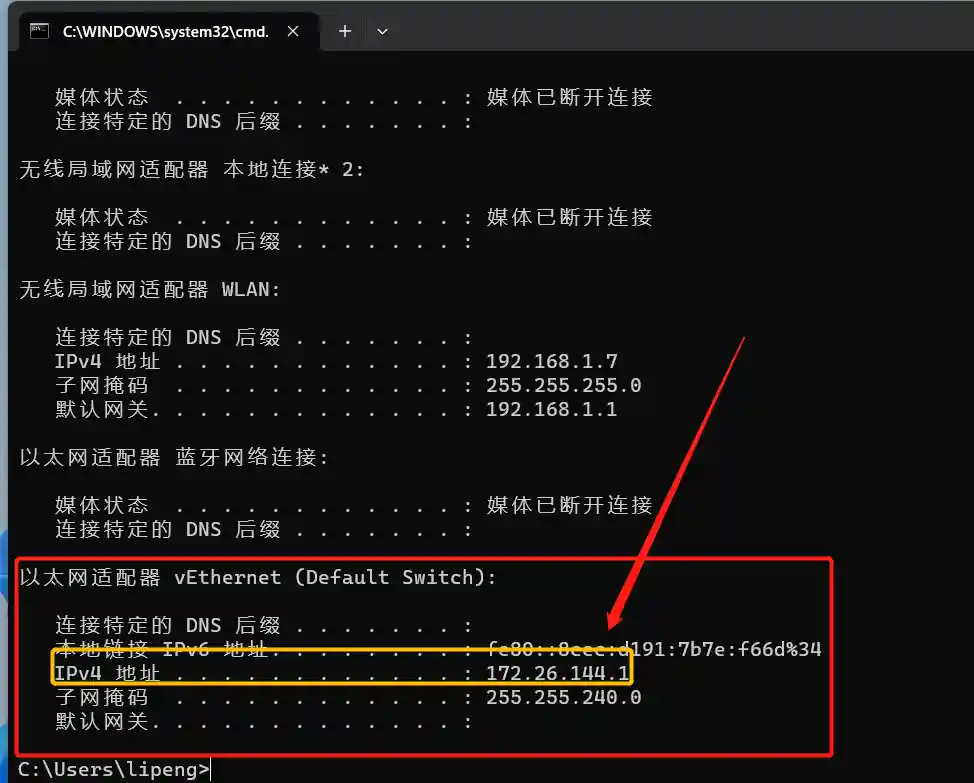 C:\WINDOWS\system32\cmd.
媒体状态 . . . . . . . . . . . . : 媒体已断开连接
连接特定的 DNS 后缀 . . . . . . . :
无线局域网适配器 本地连接* 2:
媒体状态 . . . . . . . . . . . . : 媒体已断开连接
连接特定的 DNS 后缀 . . . . . . . :
无线局域网适配器 WLAN:
连接特定的 DNS 后缀 . . . . . . . :
IPv4 地址 . . . . . . . . . . . . : 192.168.1.7
子网掩码 . . . . . . . . . . . . : 255.255.255.0
默认网关. . . . . . . . . . . . . : 192.168.1.1
以太网适配器 蓝牙网络连接:
媒体状态 . . . . . . . . . . . . : 媒体已断开连接
连接特定的 DNS 后缀 . . . . . . . :
以太网适配器 vEthernet (Default Switch):
连接特定的 DNS 后缀 . . . . . . . :
本地链接 IPv6 地址. . . . . . . . : d191:7b7e:f66d%34
IPv4 地址 . . . . . . . . . . . . : 172.26.144.1
子网掩码 . . . . . . . . . . . . : 255.255.240.0
默认网关. . . . . . . . . . . . . :
C:\Users\lipeng>